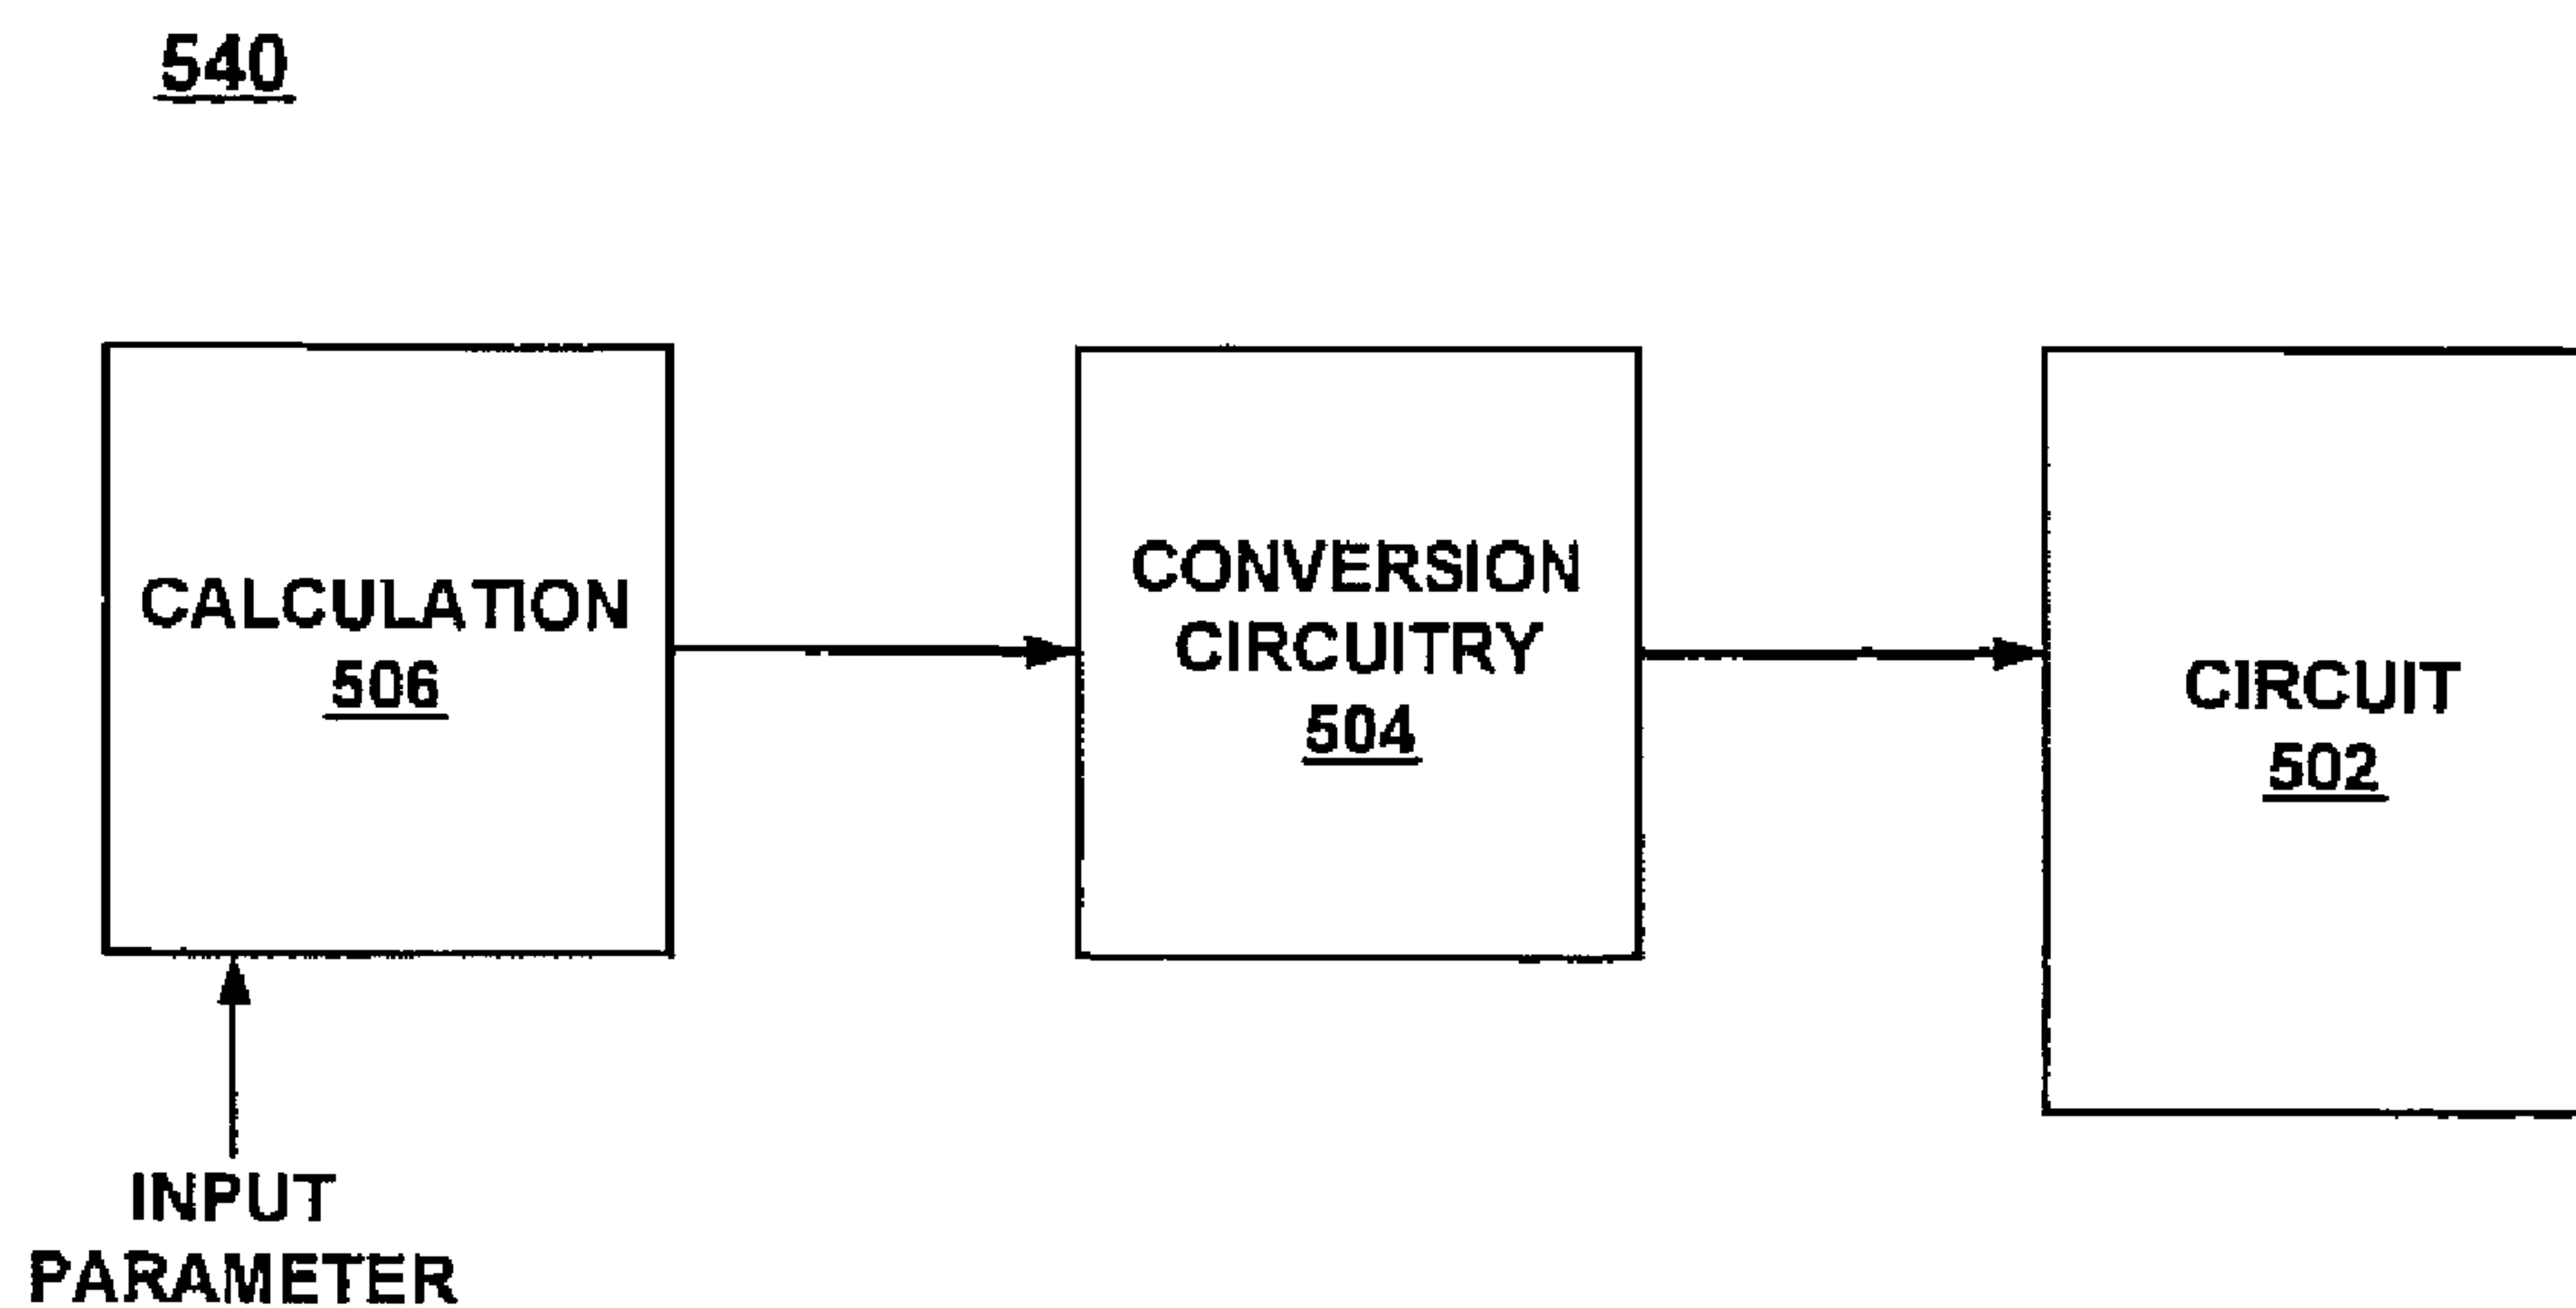 540
CALCULATION
506
CONVERSION
CIRCUITRY
504
CIRCUIT
502
INPUT
PARAMETER